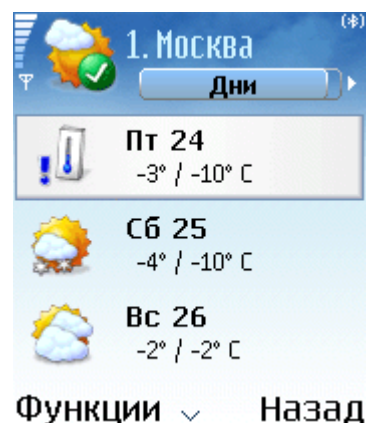 1. Москва
Дни
Пт 24
-3° / -10° C
Сб 25
-4° / -10° C
Вс 26
-2° / -2° C
Функции Назад